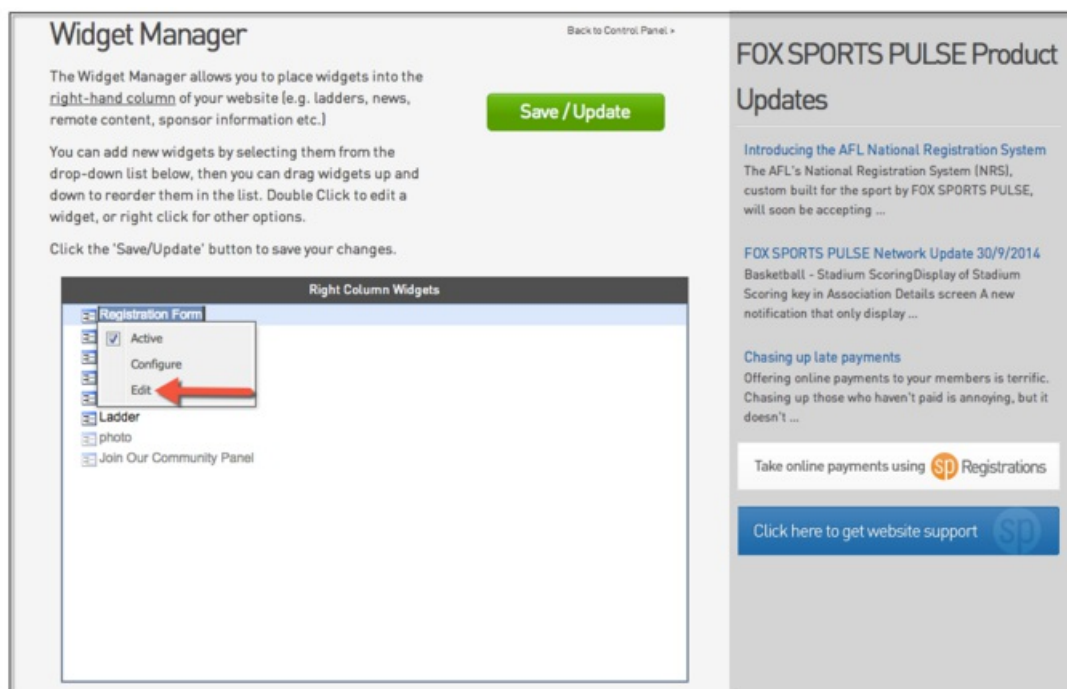 Widget Manager
Back to Control Panel >
The Widget Manager allows you to place widgets into the
right-hand column of your website (e.g. ladders, news,
remote content, sponsor information etc.)
Save / Update
You can add new widgets by selecting them from the
drop-down list below, then you can drag widgets up and
down to reorder them in the list. Double Click to edit a
widget, or right click for other options.
Click the 'Save/Update' button to save your changes.
Right Column Widgets
Registration Form
Active
Configure
Edit
Ladder
photo
Join Our Community Panel
FOX SPORTS PULSE Product
Updates
Introducing the AFL National Registration System
The AFL's National Registration System (NRS),
custom built for the sport by FOX SPORTS PULSE,
will soon be accepting ...
FOX SPORTS PULSE Network Update 30/9/2014
Basketball - Stadium ScoringDisplay of Stadium
Scoring key in Association Details screen A new
notification that only display ...
Chasing up late payments
Offering online payments to your members is terrific.
Chasing up those who haven't paid is annoying, but it
doesn't ...
Take online payments using sp Registrations
Click here to get website support sp